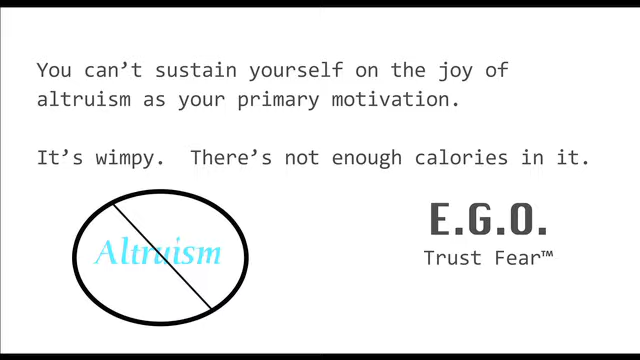 You can’t sustain yourself on the joy of
altruism as your primary motivation.
It’s wimpy.  There’s not enough calories in it.
Altruism
E.G.O.
Trust Fear™